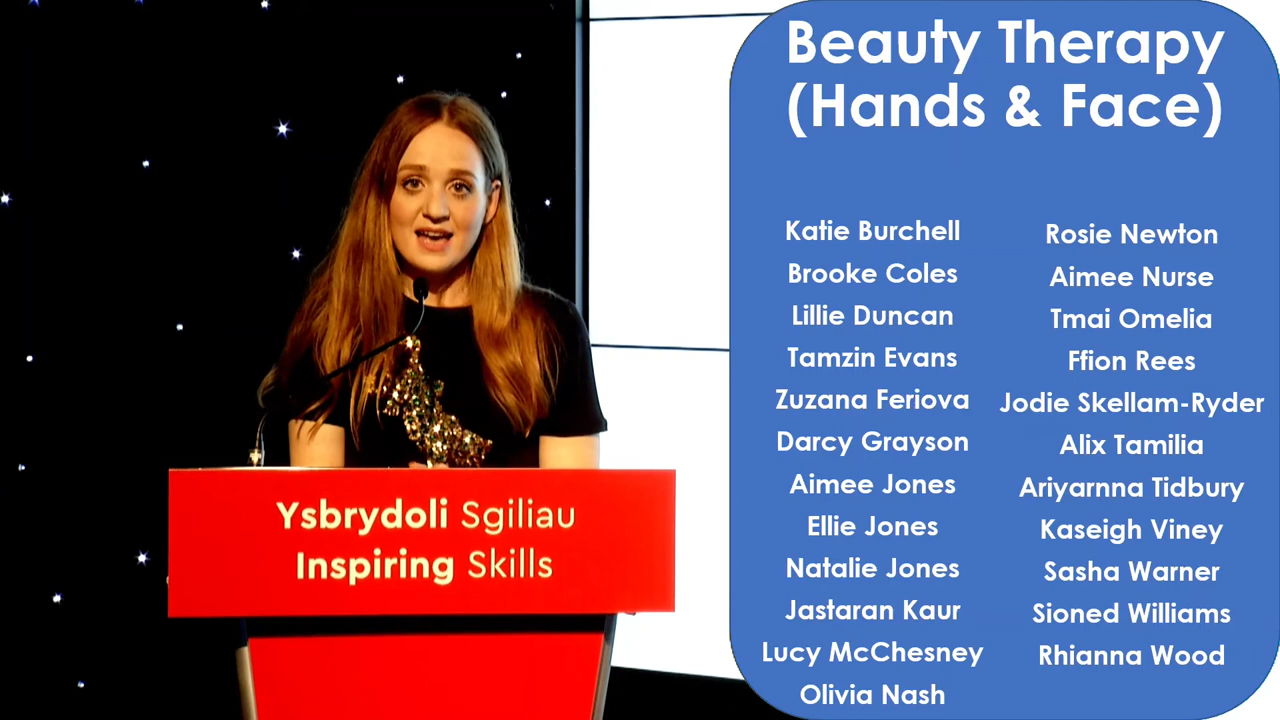 Beauty Therapy
(Hands & Face)
Katie Burchell
Brooke Coles
Lillie Duncan
Tamzin Evans
Zuzana Feriova
Darcy Grayson
Aimee Jones
Ellie Jones
Natalie Jones
Jastaran Kaur
Lucy McChesney
Olivia Nash
Rosie Newton
Aimee Nurse
Tmai Omelia
Ffion Rees
Jodie Skellam-Ryder
Alix Tamilia
Ariyarnna Tidbury
Kaseigh Viney
Sasha Warner
Sioned Williams
Rhianna Wood
Ysbrydoli Sgiliau
Inspiring Skills